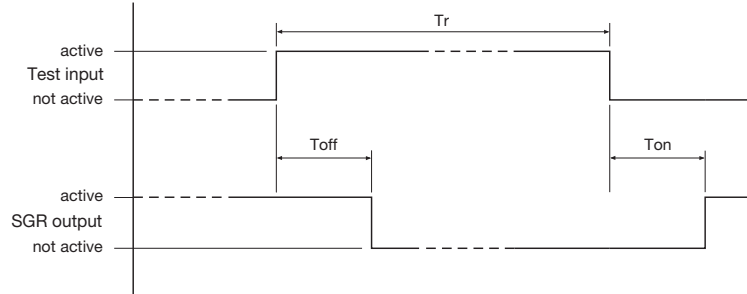 Tr
active
Test input
not active
Toff
Ton
active
SGR output
not active